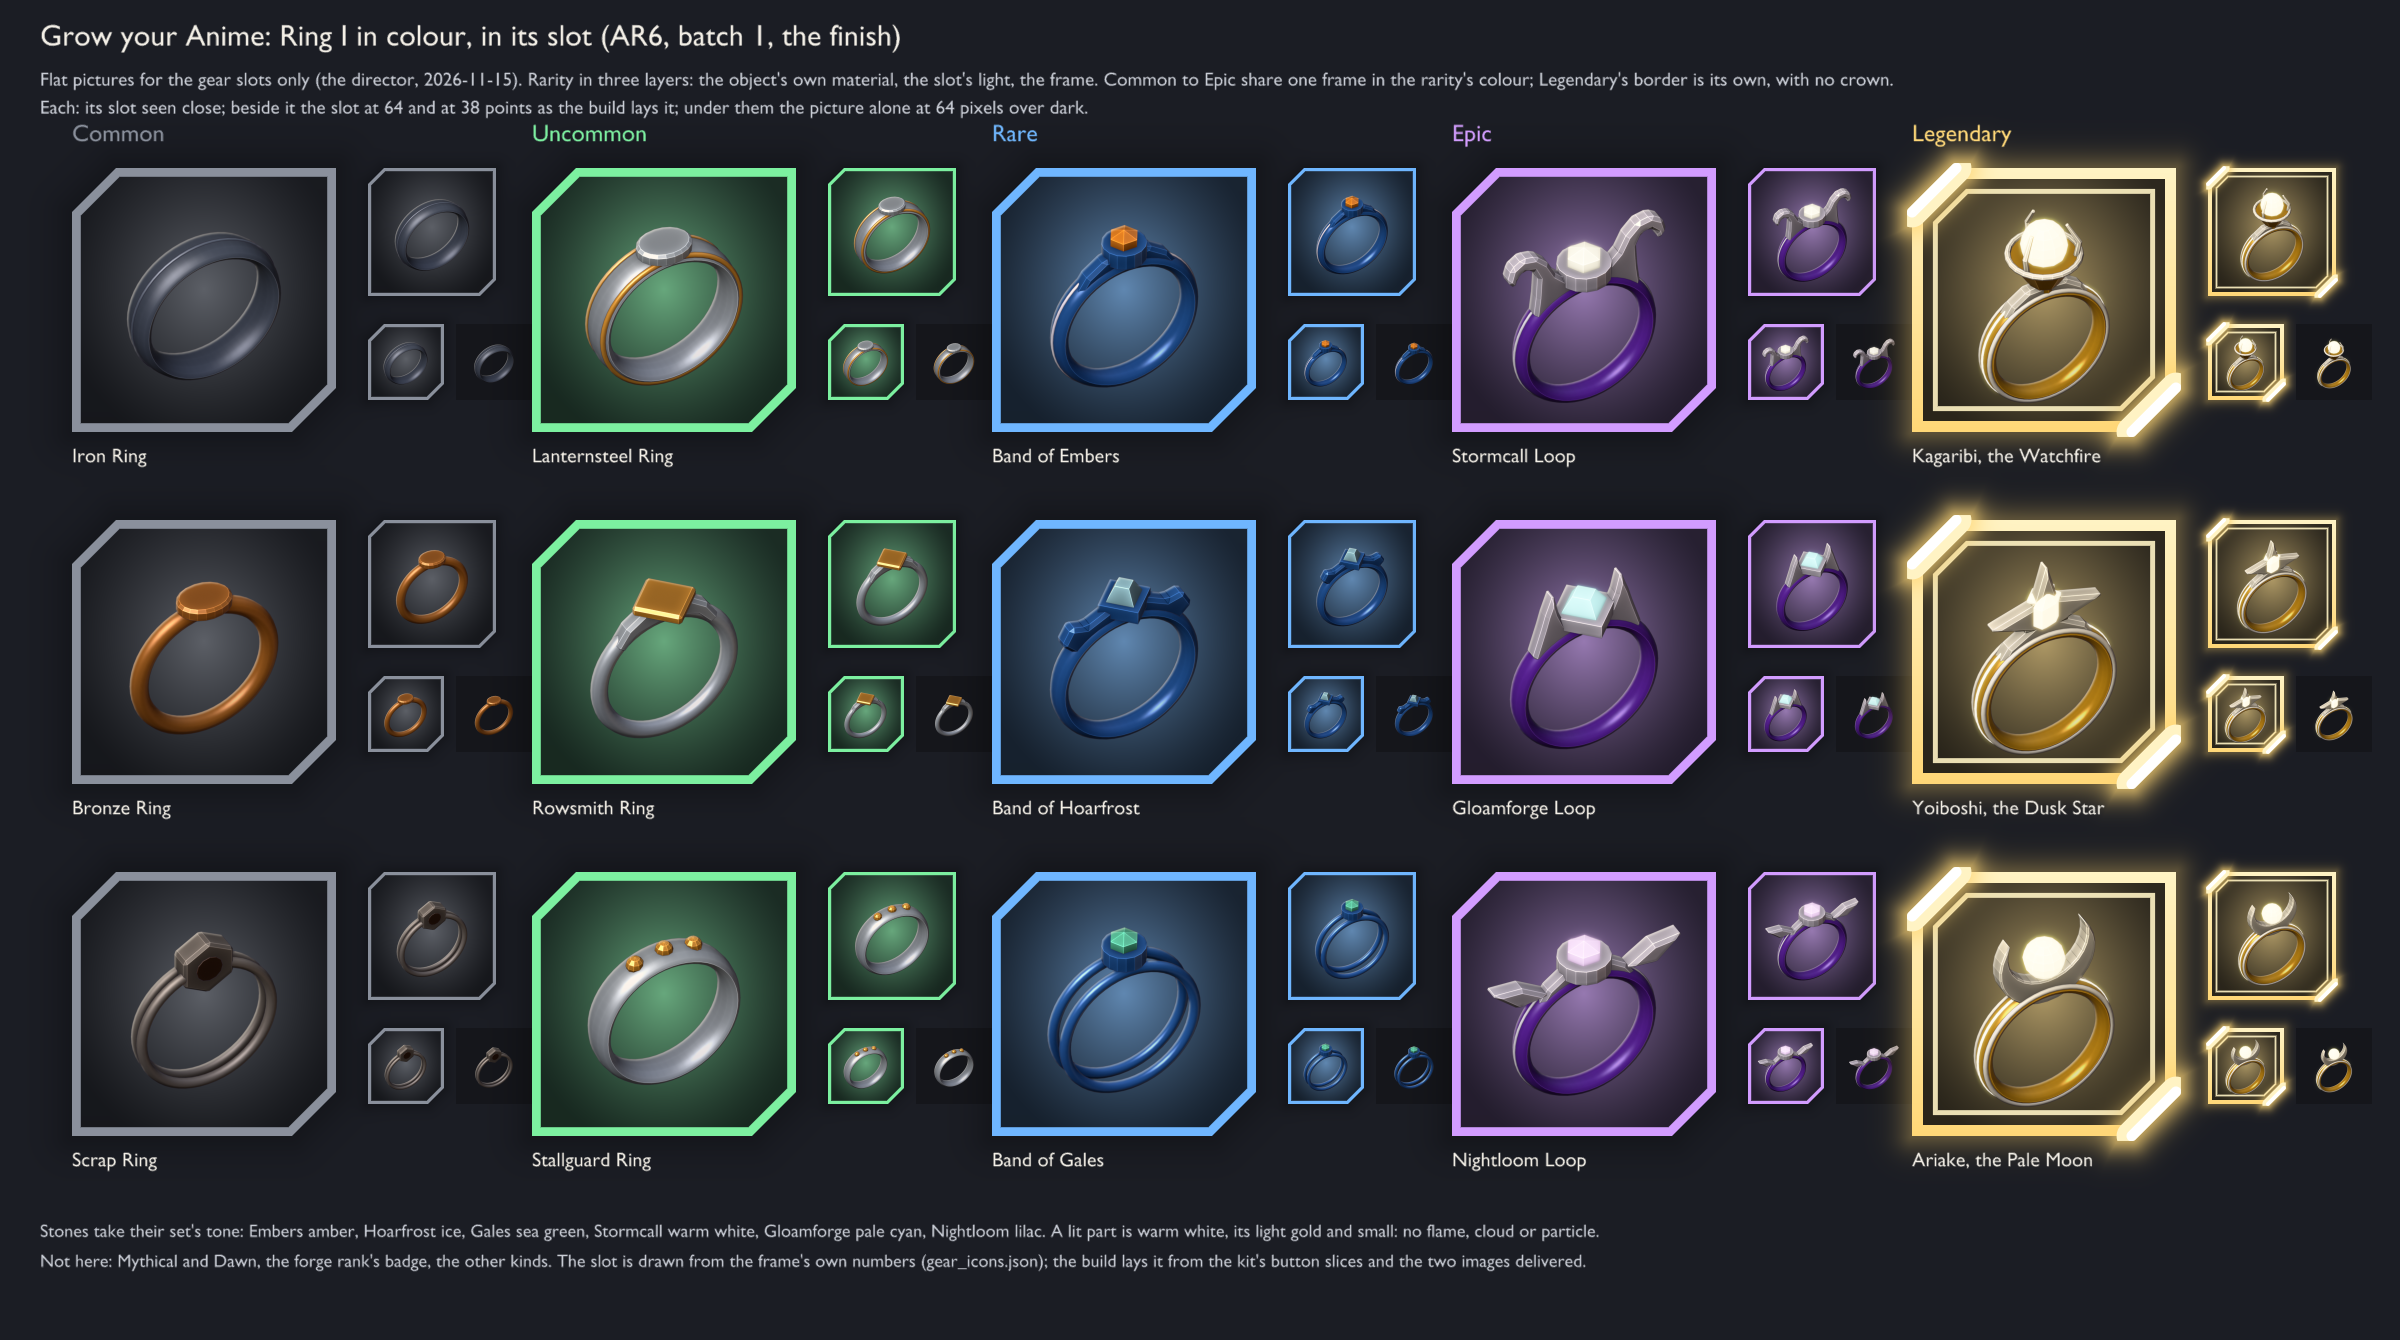 Grow your Anime: Ring I in colour, in its slot (AR6, batch 1, the finish)
Flat pictures for the gear slots only (the director, 2026-11-15). Rarity in three layers: the object's own material, the slot's light, the frame. Common to Epic share one frame in the rarity's colour; Legendary's border is its own, with no crown.
Each: its slot seen close; beside it the slot at 64 and at 38 points as the build lays it; under them the picture alone at 64 pixels over dark.
Common Uncommon Rare Epic Legendary
Iron Ring Lanternsteel Ring Band of Embers Stormcall Loop Kagaribi, the Watchfire
Bronze Ring Rowsmith Ring Band of Hoarfrost Gloamforge Loop Yoiboshi, the Dusk Star
Scrap Ring Stallguard Ring Band of Gales Nightloom Loop Ariake, the Pale Moon
Stones take their set's tone: Embers amber, Hoarfrost ice, Gales sea green, Stormcall warm white, Gloamforge pale cyan, Nightloom lilac. A lit part is warm white, its light gold and small: no flame, cloud or particle.
Not here: Mythical and Dawn, the forge rank's badge, the other kinds. The slot is drawn from the frame's own numbers (gear_icons.json); the build lays it from the kit's button slices and the two images delivered.